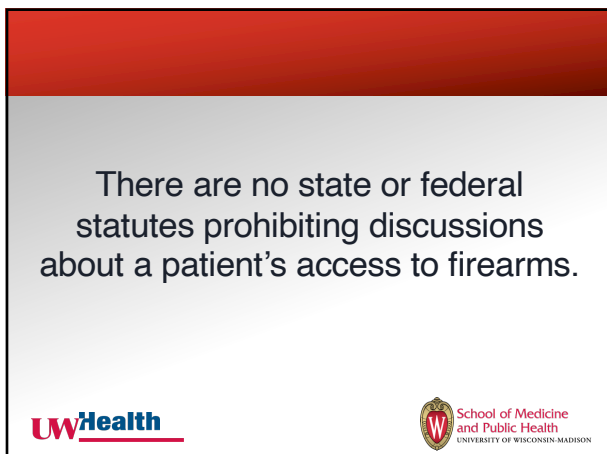 There are no state or federal
statutes prohibiting discussions
about a patient’s access to firearms.
UWHealth
W
School of Medicine
and Public Health
UNIVERSITY OF WISCONSIN-MADISON